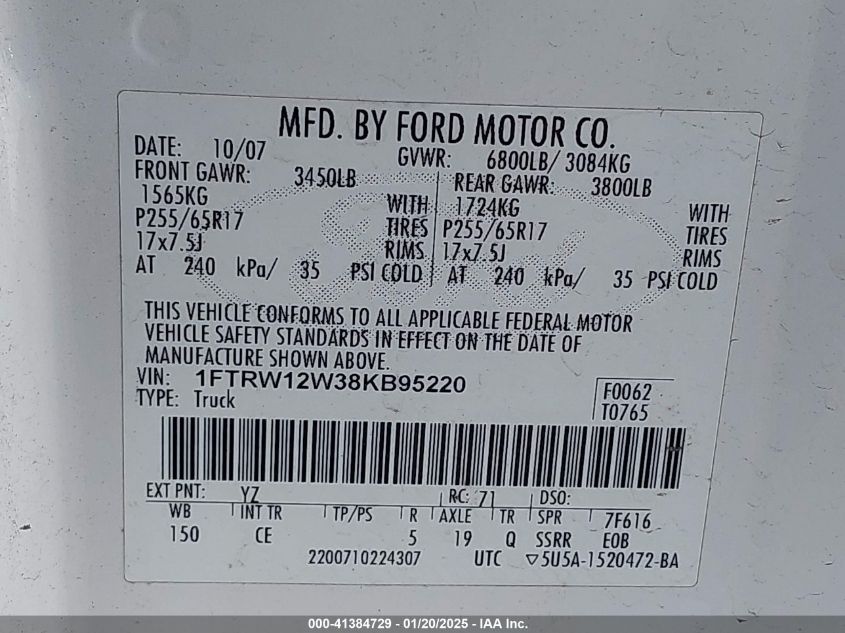 MFD. BY FORD MOTOR CO.
DATE: 10/07 GVWR: 6800LB/ 3084KG
FRONT GAWR: 3450LB REAR GAWR: 3800LB
1565KG WITH 1724KG WITH
P255/65R17 TIRES P255/65R17 TIRES
17x7.5J RIMS 17x7.5J RIMS
AT 240 kPa/ 35 PSI COLD AT 240 kPa/ 35 PSI COLD
THIS VEHICLE CONFORMS TO ALL APPLICABLE FEDERAL MOTOR
VEHICLE SAFETY STANDARDS IN EFFECT ON THE DATE OF
MANUFACTURE SHOWN ABOVE.
VIN: 1FTRW12W38KB95220 F0062
TYPE: Truck T0765
EXT PNT: YZ RC: 71 DSO:
WB INT TR TP/PS R AXLE TR SPR 7F616
150 CE 5 19 Q SSRR EOB
2200710224307 UTC ▽5U5A-1520472-BA
Ford
000-41384729 - 01/20/2025 - IAA Inc.